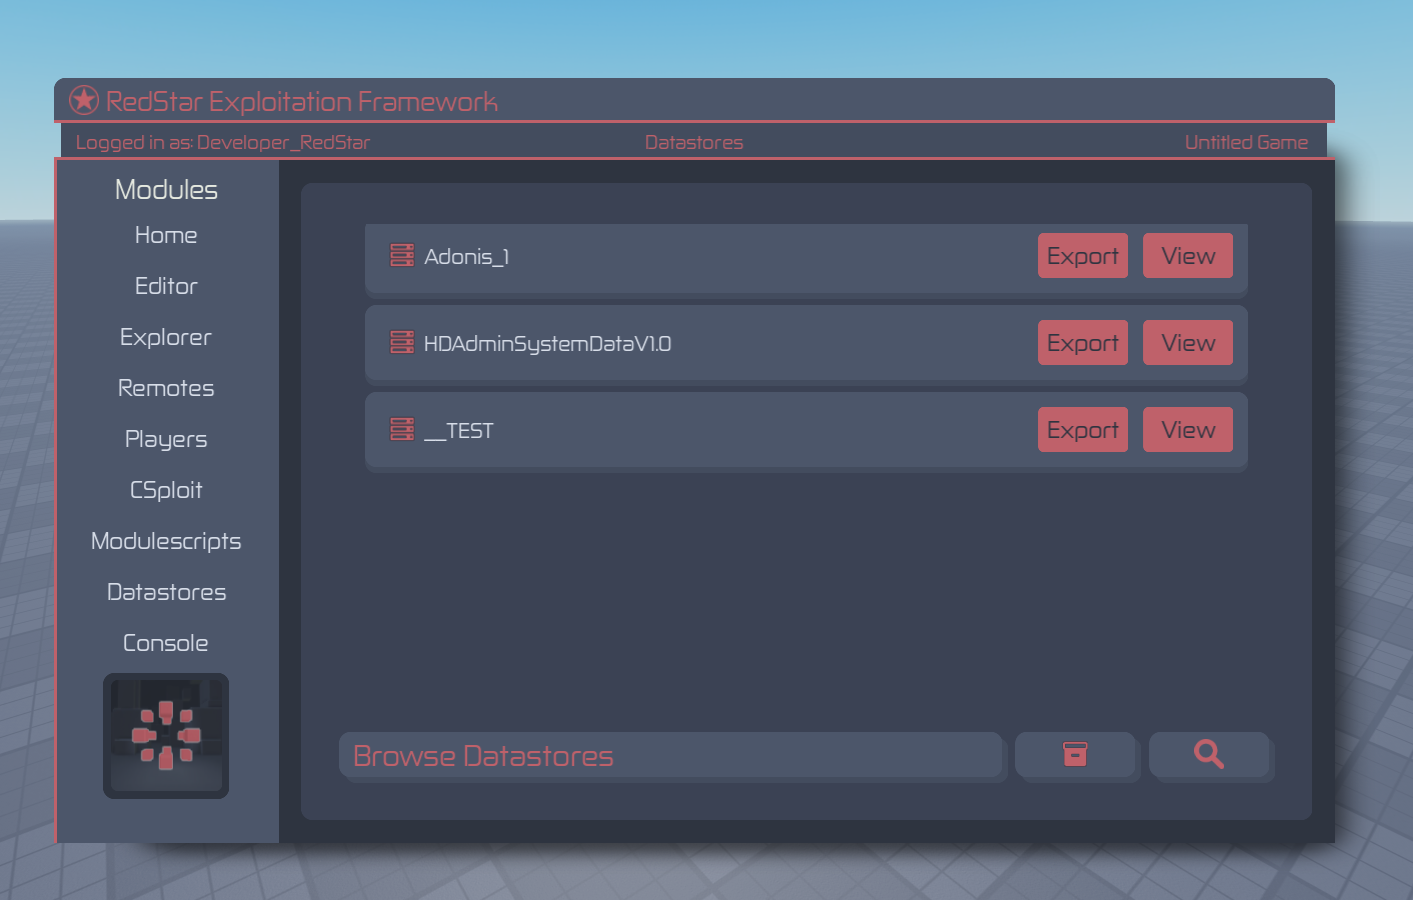 RedStar Exploitation Framework
Logged in as: Developer_RedStar
Datastores
Untitled Game
Modules
Home
Editor
Explorer
Remotes
Players
CSploit
Modulescripts
Datastores
Console
Adonis_1
Export
View
HDAdminSystemDataV1.0
Export
View
__TEST
Export
View
Browse Datastores